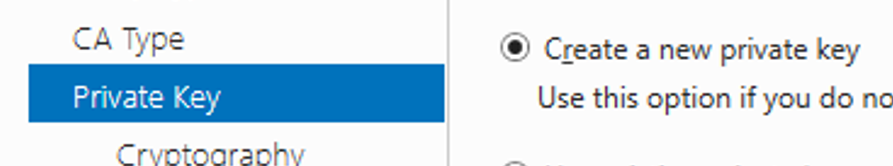 CA Type
Private Key
Cryptography
Create a new private key
Use this option if you do no